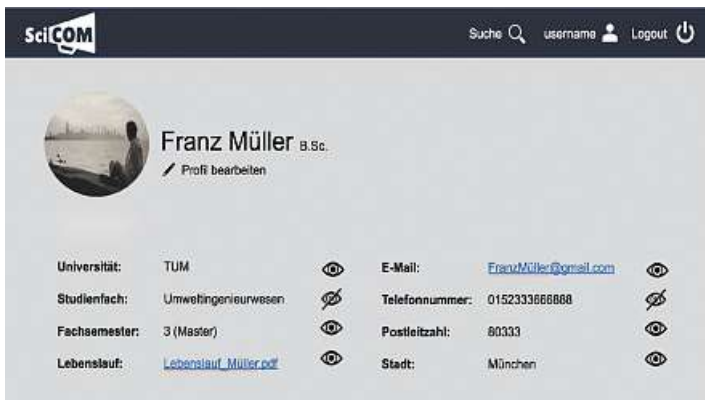 SciCOM
Suche username Logout
Franz Müller B.Sc.
Profil bearbeiten
Universität: TUM E-Mail: FranzMüller@gmail.com
Studienfach: Umweltingenieurwesen Telefonnummer: 0152333666888
Fachsemester: 3 (Master) Postleitzahl: 80333
Lebenslauf: Lebenslauf_Müller.pdf Stadt: München